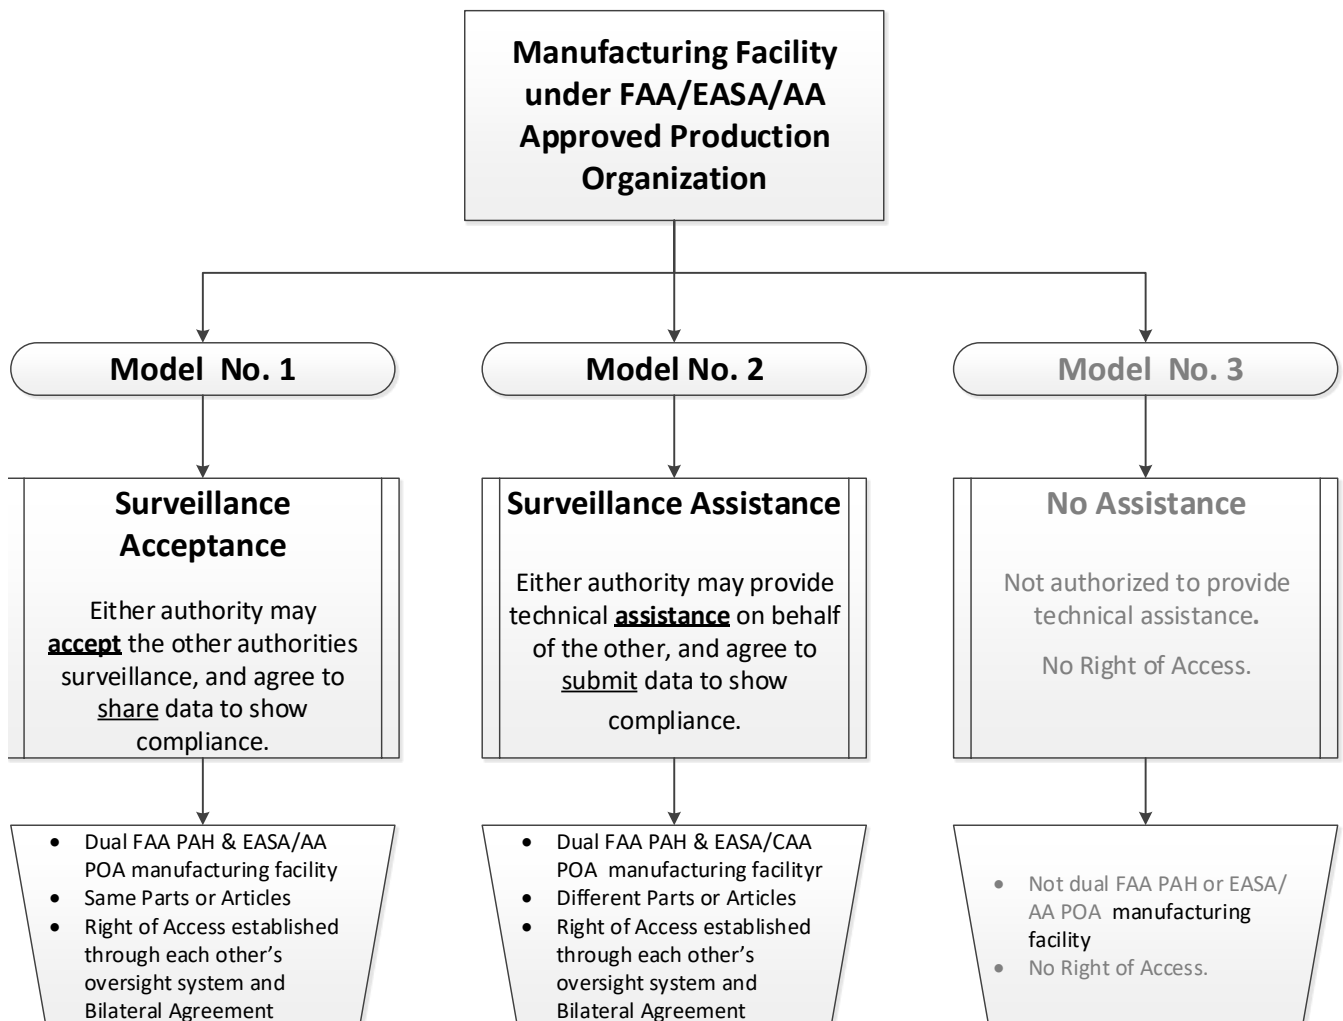 Manufacturing Facility
under FAA/EASA/AA
Approved Production
Organization
Model No. 1
Surveillance
Acceptance
Either authority may
accept the other authorities
surveillance, and agree to
share data to show
compliance.
• Dual FAA PAH & EASA/AA
POA manufacturing facility
• Same Parts or Articles
• Right of Access established
through each other’s
oversight system and
Bilateral Agreement
Model No. 2
Surveillance Assistance
Either authority may provide
technical assistance on behalf
of the other, and agree to
submit data to show
compliance.
• Dual FAA PAH & EASA/CAA
POA manufacturing facilityr
• Different Parts or Articles
• Right of Access established
through each other’s
oversight system and
Bilateral Agreement
Model No. 3
No Assistance
Not authorized to provide
technical assistance.
No Right of Access.
• Not dual FAA PAH or EASA/
AA POA manufacturing
facility
• No Right of Access.